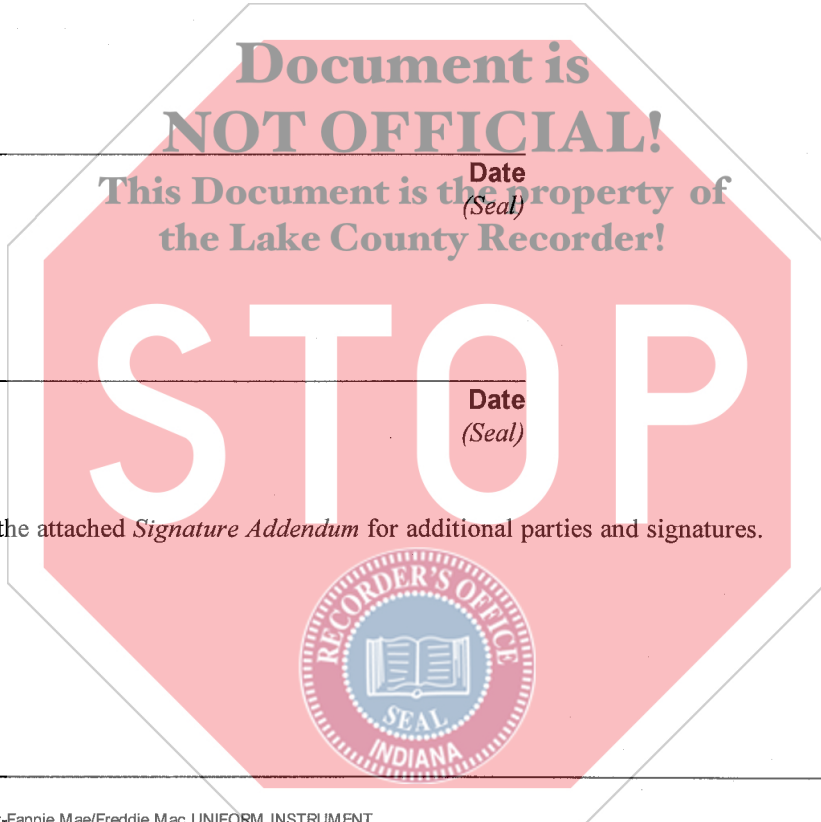 Document is
NOT OFFICIAL!
Date
This Document is the property of
(Seal)
the Lake County Recorder!
STOP
Date
(Seal)
the attached Signature Addendum for additional parties and signatures.
RECORDER'S OFFICE
SEAL
INDIANA
-Fannie Mae/Freddie Mac UNIFORM INSTRUMENT